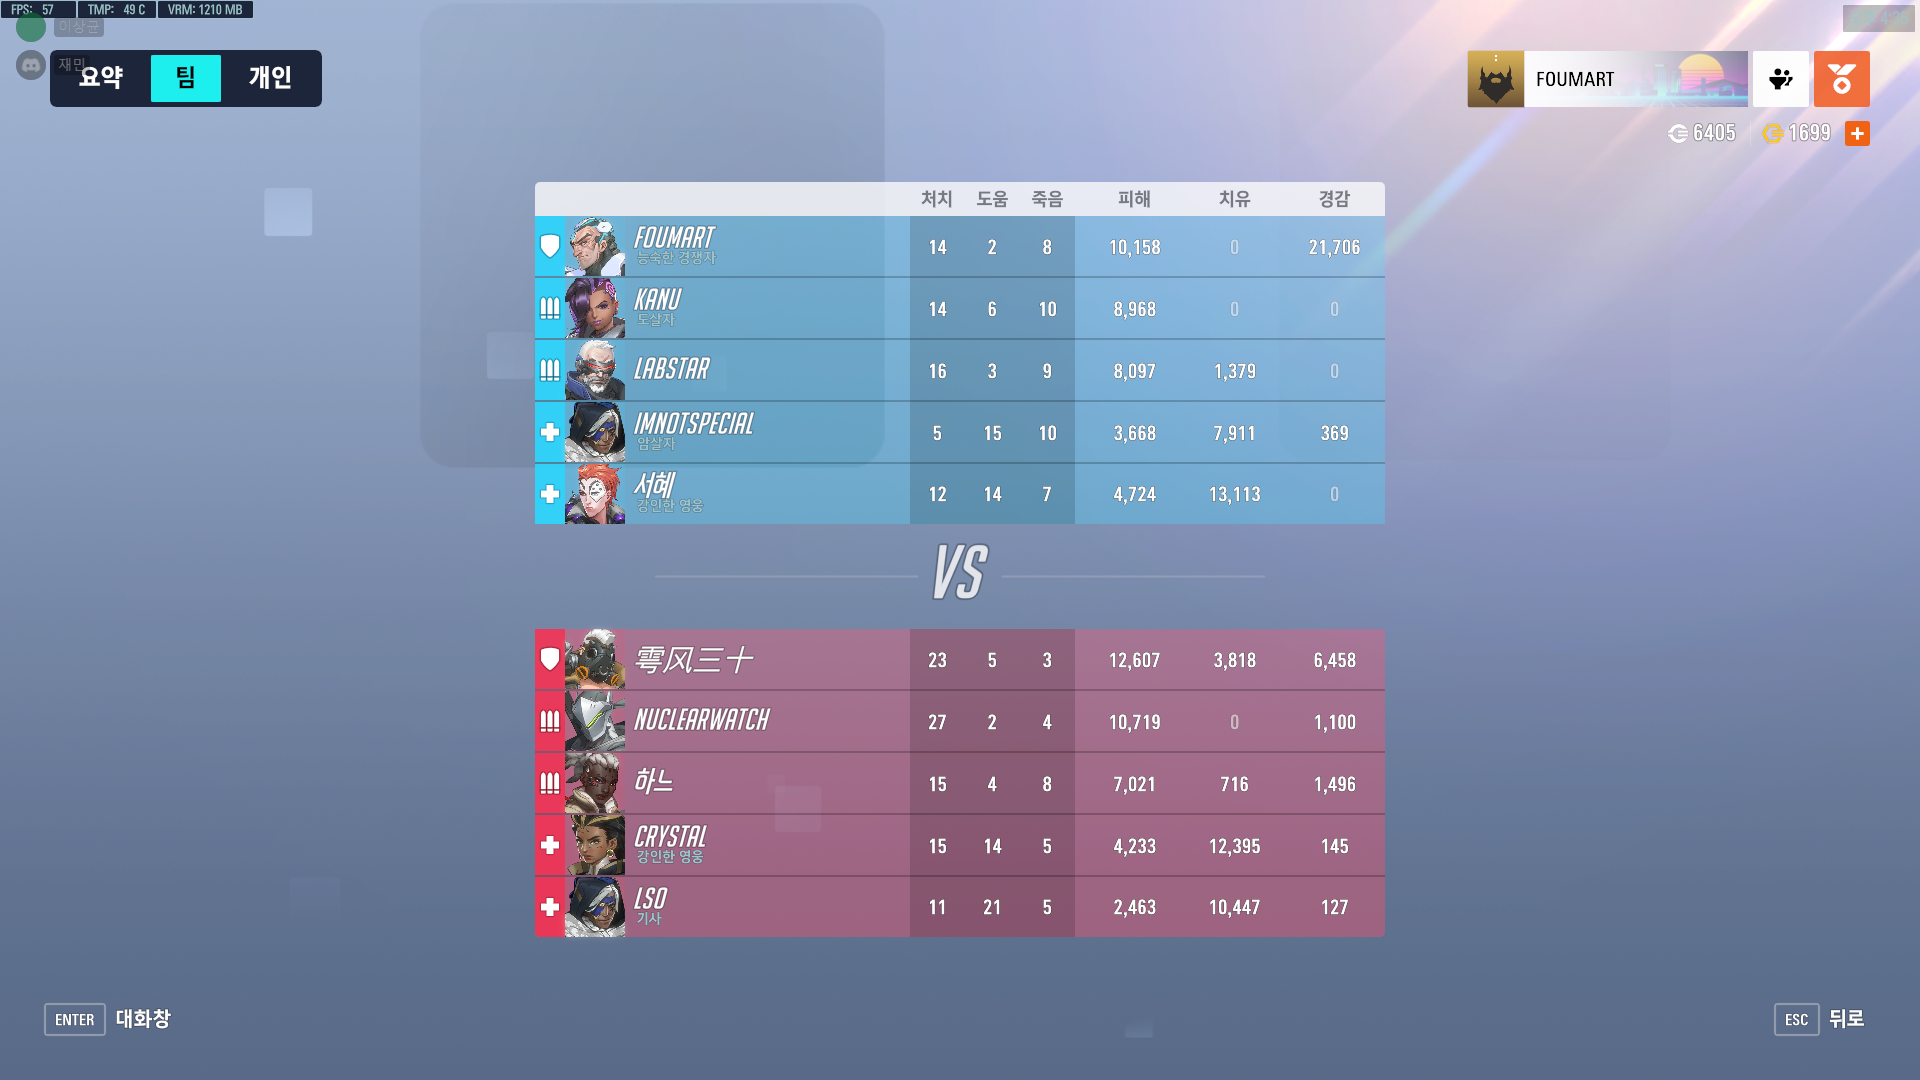 FPS: 57 TMP: 49 C VRM: 1210 MB
이상균
재민
요약 팀 개인
FOUMART
6405 1699
처치 도움 죽음 피해 치유 경감
FOUMART 14 2 8 10,158 0 21,706
능숙한 경쟁자
KANU 14 6 10 8,968 0 0
도살자
LABSTAR 16 3 9 8,097 1,379 0
IMNOTSPECIAL 5 15 10 3,668 7,911 369
암살자
서혜 12 14 7 4,724 13,113 0
강인한 영웅
VS
雩风三十 23 5 3 12,607 3,818 6,458
NUCLEARWATCH 27 2 4 10,719 0 1,100
하느 15 4 8 7,021 716 1,496
CRYSTAL 15 14 5 4,233 12,395 145
강인한 영웅
LSO 11 21 5 2,463 10,447 127
기사
ENTER 대화창
ESC 뒤로